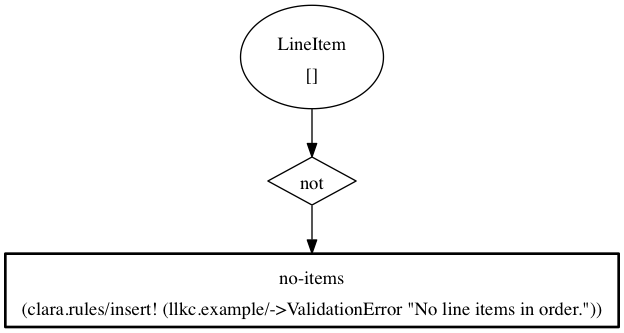 LineItem
[]
not
no-items
(clara.rules/insert! (llkc.example/->ValidationError "No line items in order."))